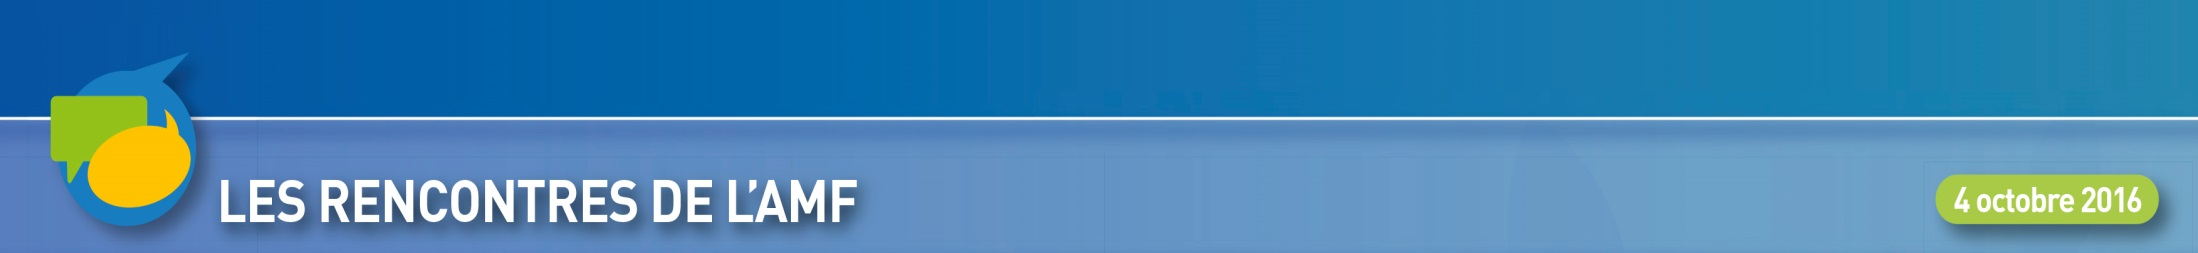 LES RENCONTRES DE L'AMF
4 octobre 2016